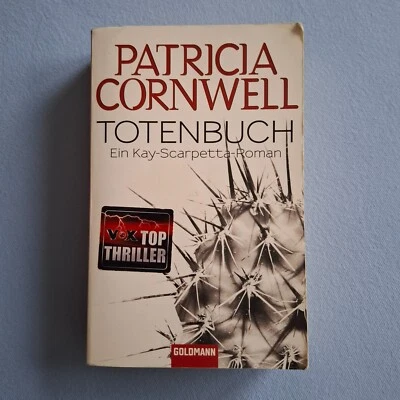 PATRICIA
CORNWELL
TOTENBUCH
Ein Kay-Scarpetta-Roman
VOX TOP
THRILLER
GOLDMANN